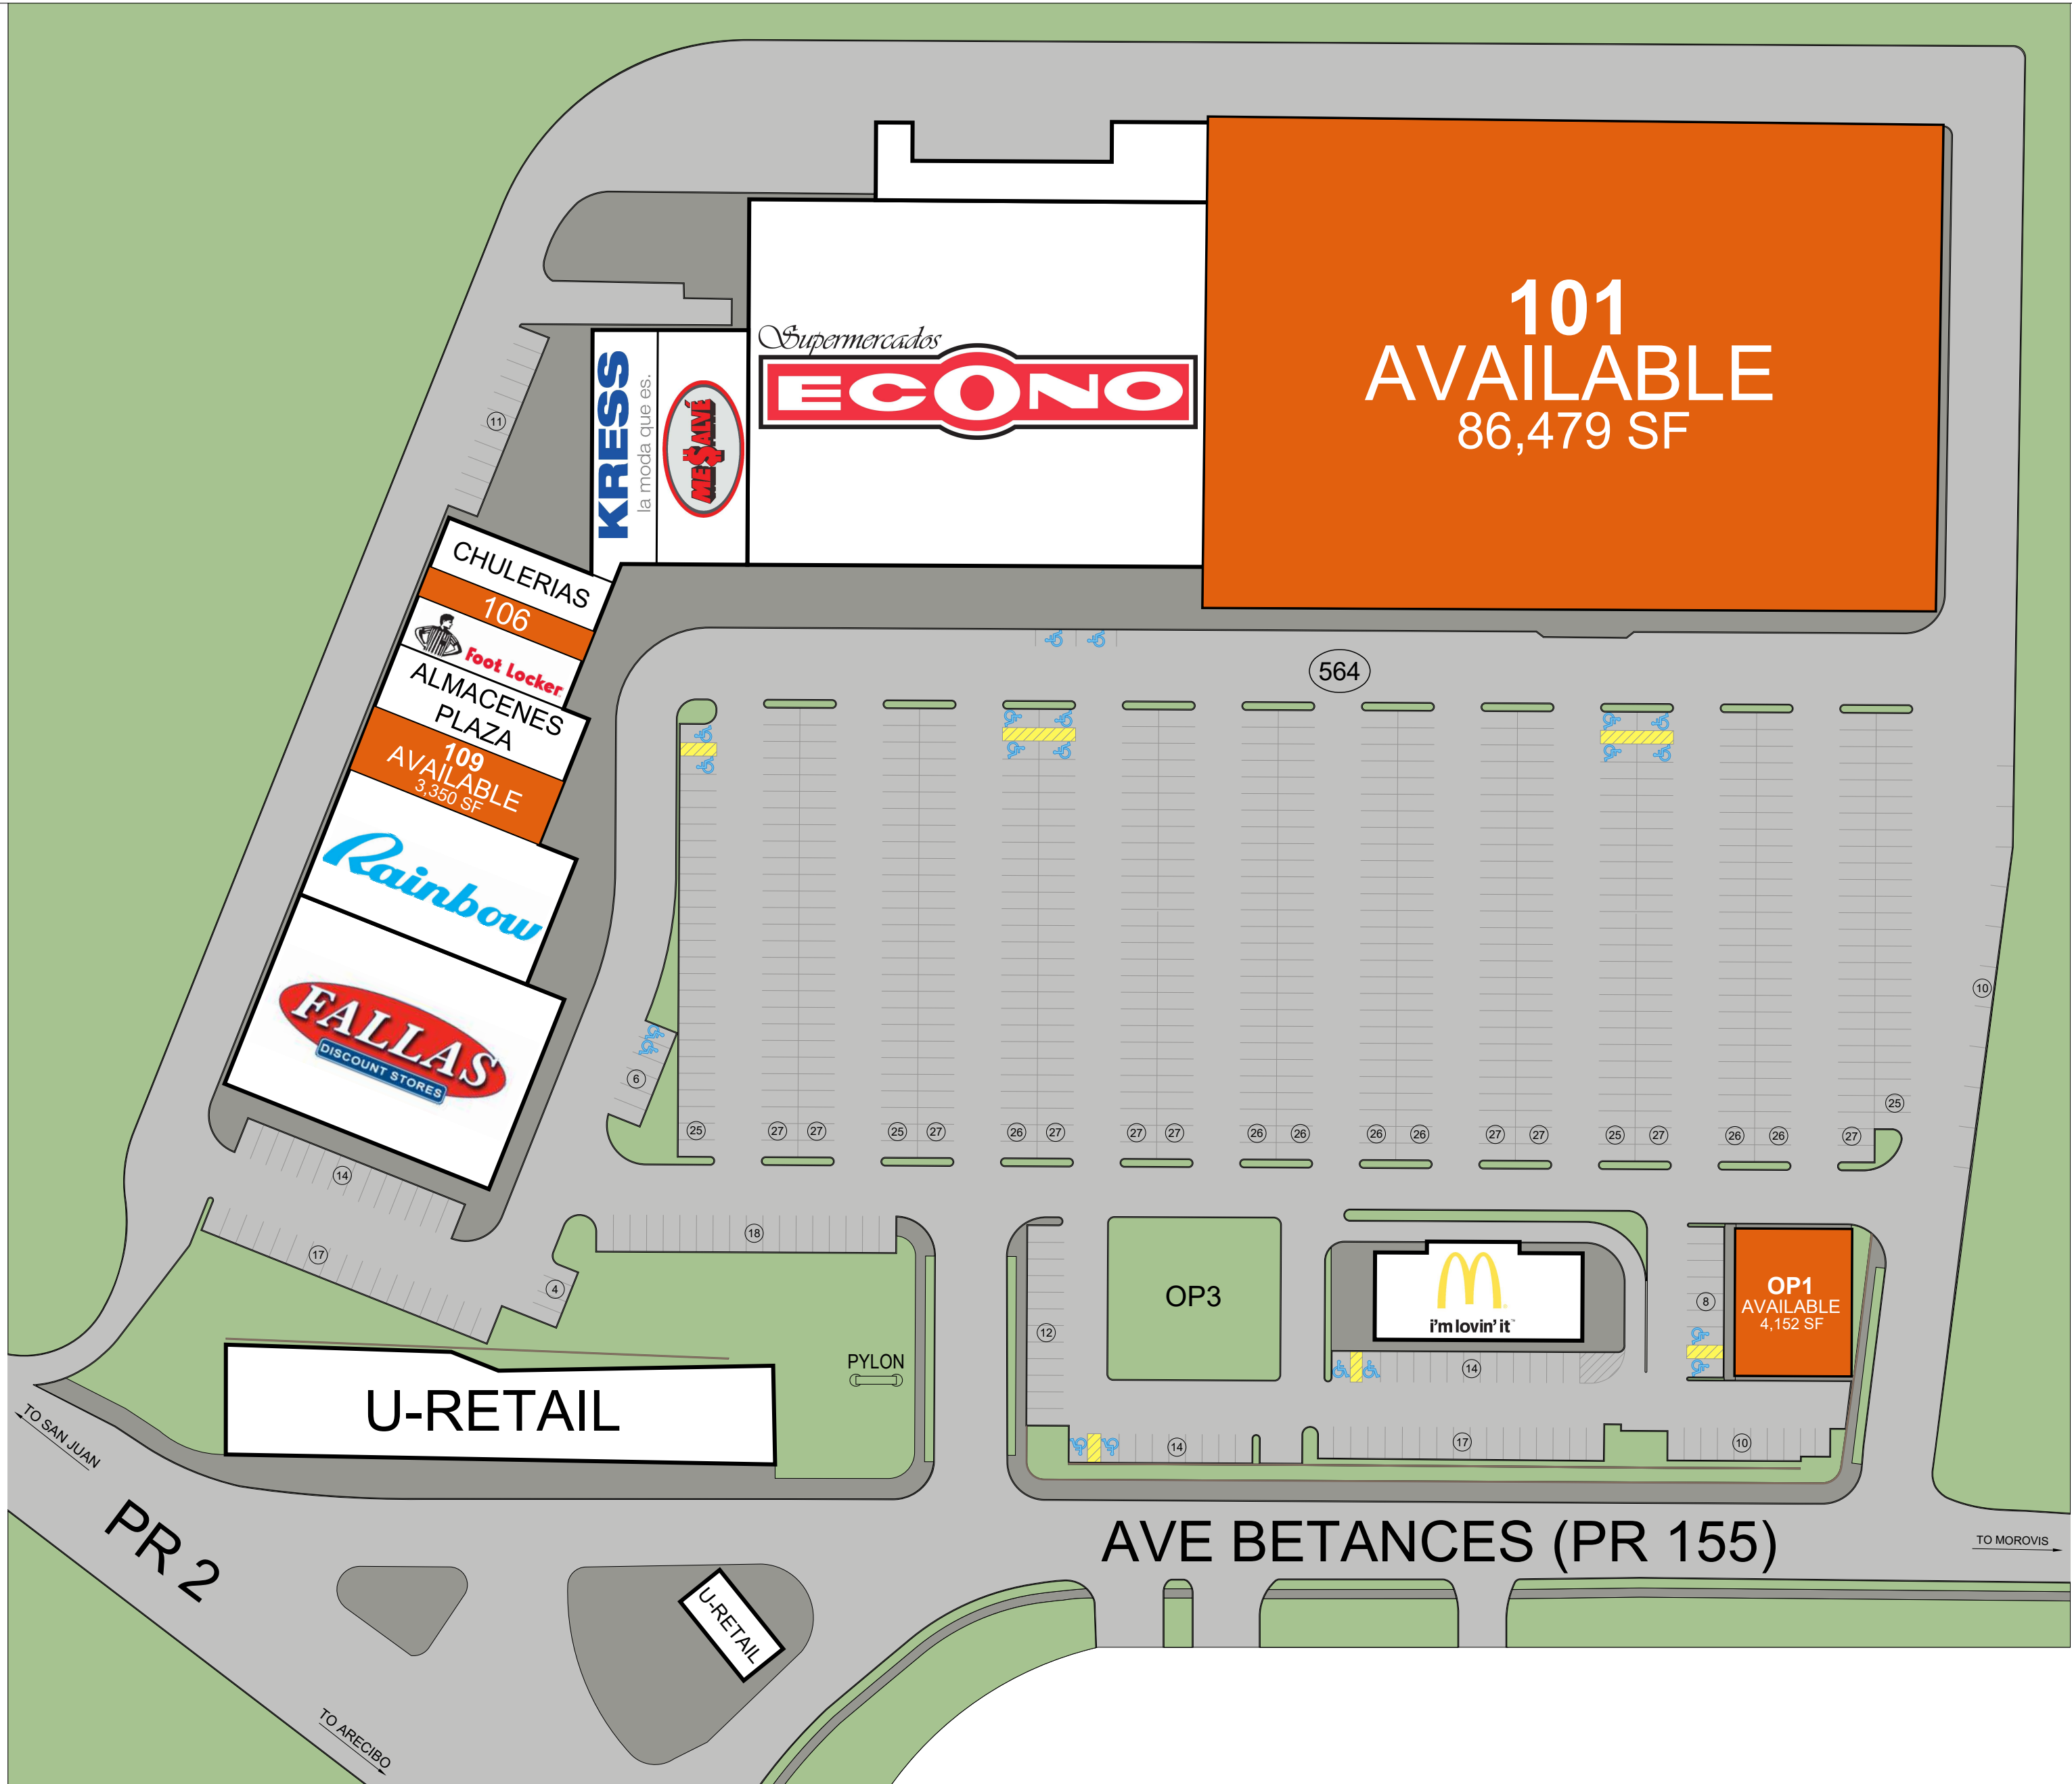 101
AVAILABLE
86,479 SF
Supermercados
ECONO
KRESS
la moda que es.
ME $ALVÉ
11
CHULERIAS
106
Foot Locker
ALMACENES
PLAZA
109
AVAILABLE
3,350 SF
Rainbow
FALLAS
DISCOUNT STORES
564
10
6
25
25
27
27
25
27
26
27
27
27
26
26
26
26
27
27
25
27
26
26
27
14
17
4
18
12
OP3
i'm lovin' it™
14
8
OP1
AVAILABLE
4,152 SF
PYLON
14
17
10
U-RETAIL
TO SAN JUAN
PR 2
AVE BETANCES (PR 155)
TO MOROVIS
U-RETAIL
TO ARECIBO